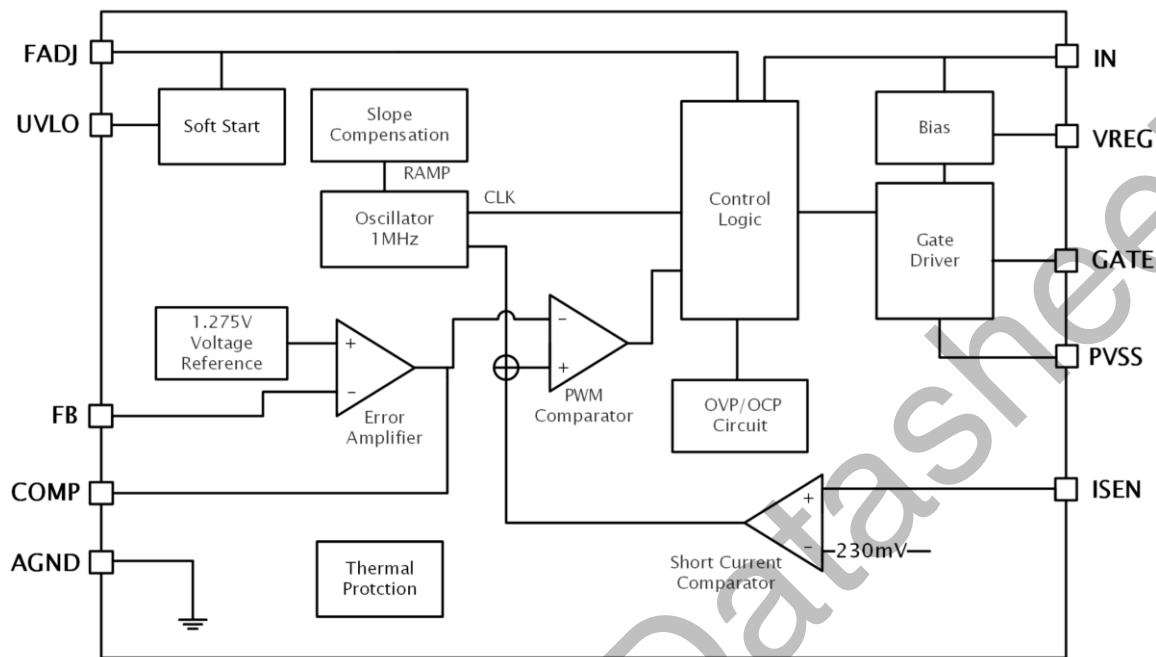 FADJ
IN
UVLO
Soft Start
Slope
Compensation
Bias
VREG
RAMP
CLK
Oscillator
1MHz
Control
Logic
Gate
Driver
GATE
1.275V
Voltage
Reference
+
−
Error
Amplifier
−
+
PWM
Comparator
PVSS
FB
OVP/OCP
Circuit
COMP
ISEN
+
−
230mV
Short Current
Comparator
AGND
Thermal
Protction
Datashee